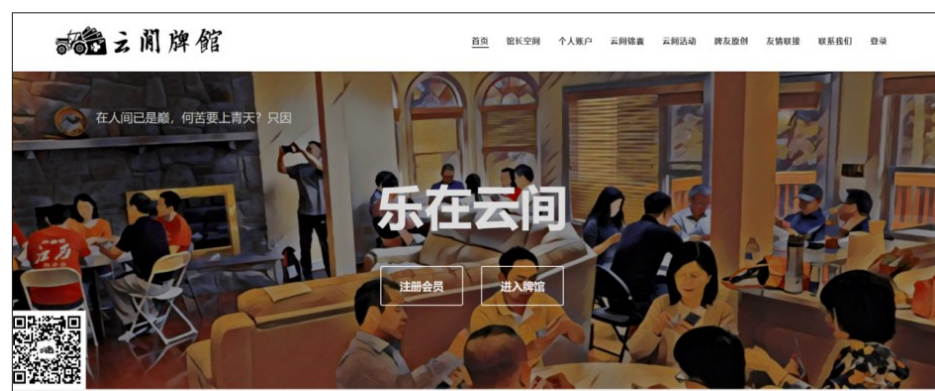 云閒牌館
首页 馆长空间 个人账户 云间锦囊 云间活动 牌友原创 友情联接 联系我们 登录
在人间已是巅，何苦要上青天？只因
乐在云间
注册会员 进入牌馆